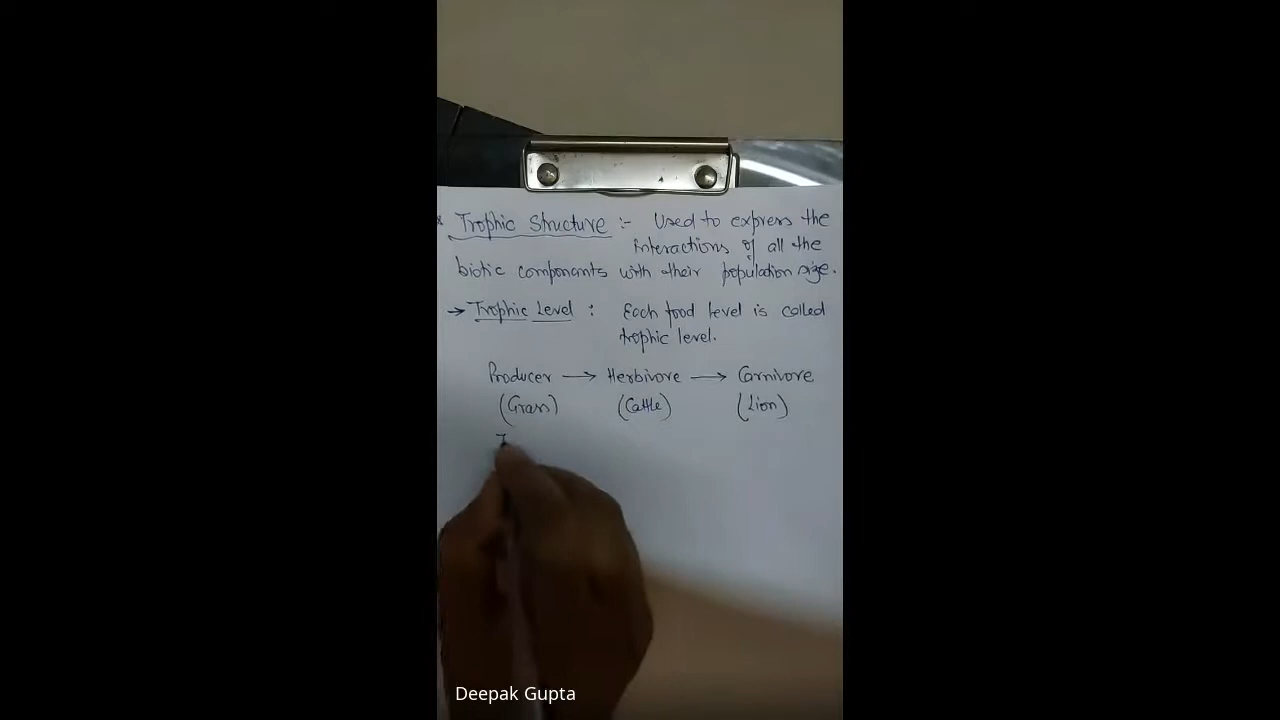 * Trophic Structure :- Used to express the
interactions of all the
biotic components with their population size.
→ Trophic Level : Each food level is called
trophic level.
Producer → Herbivore → Carnivore
(Grass) (Cattle) (Lion)
Deepak Gupta